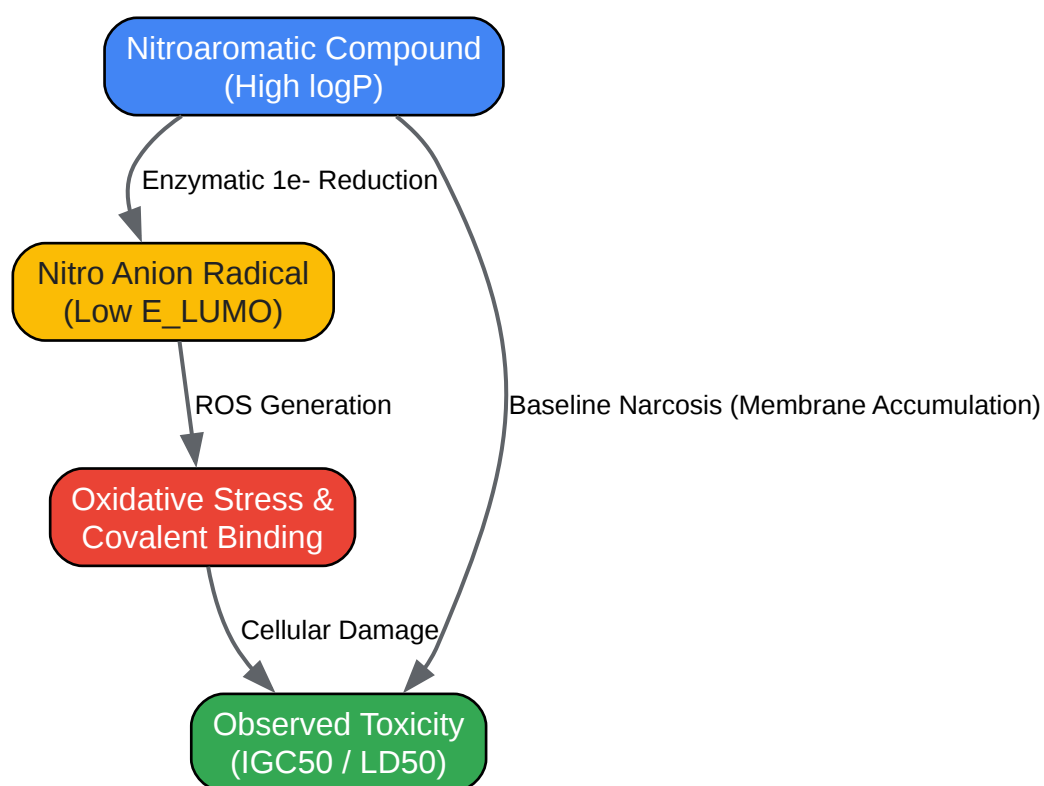 Nitroaromatic Compound
(High logP)
Enzymatic 1e- Reduction
Nitro Anion Radical
(Low E_LUMO)
ROS Generation
Baseline Narcosis (Membrane Accumulation)
Oxidative Stress &
Covalent Binding
Cellular Damage
Observed Toxicity
(IGC50 / LD50)